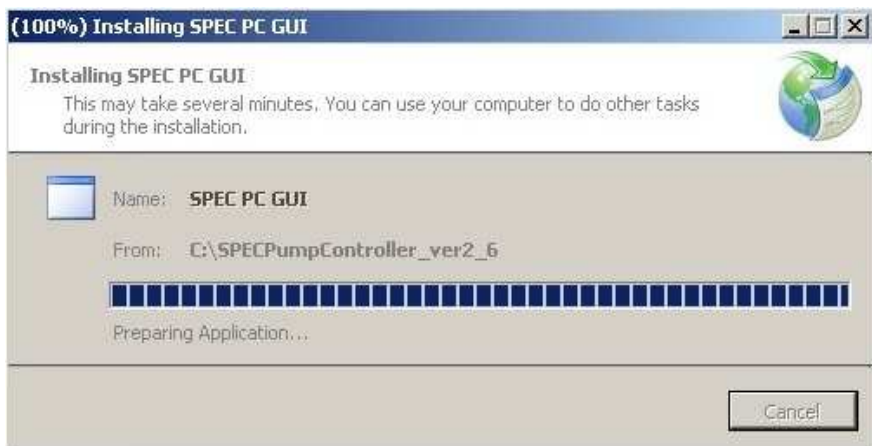 (100%) Installing SPEC PC GUI
Installing SPEC PC GUI
This may take several minutes. You can use your computer to do other tasks
during the installation.
Name: SPEC PC GUI
From: C:\SPECPumpController_ver2_6
Preparing Application...
Cancel